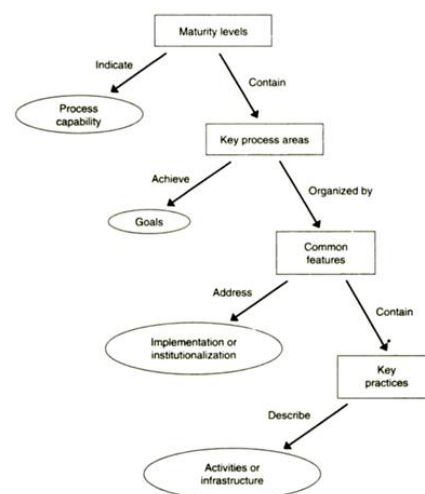 Maturity levels
Indicate
Contain
Process
capability
Key process areas
Achieve
Organized by
Goals
Common
features
Address
Contain
Implementation or
institutionalization
Key
practices
Describe
Activities or
infrastructure